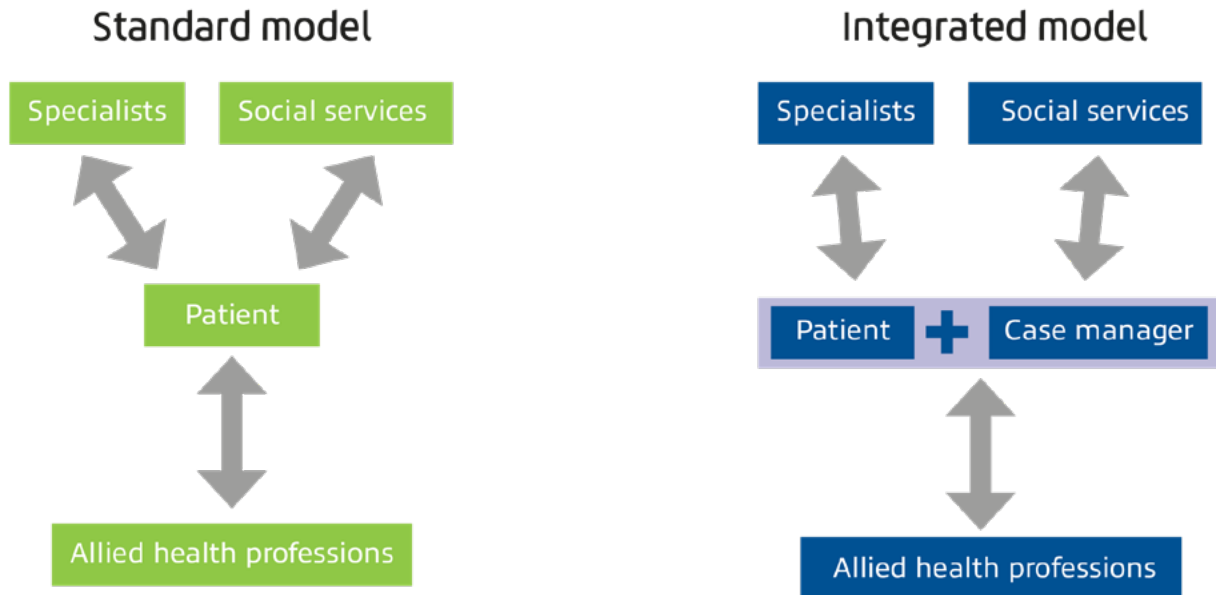 Standard model
Specialists
Social services
Patient
Allied health professions
Integrated model
Specialists
Social services
Patient
Case manager
Allied health professions